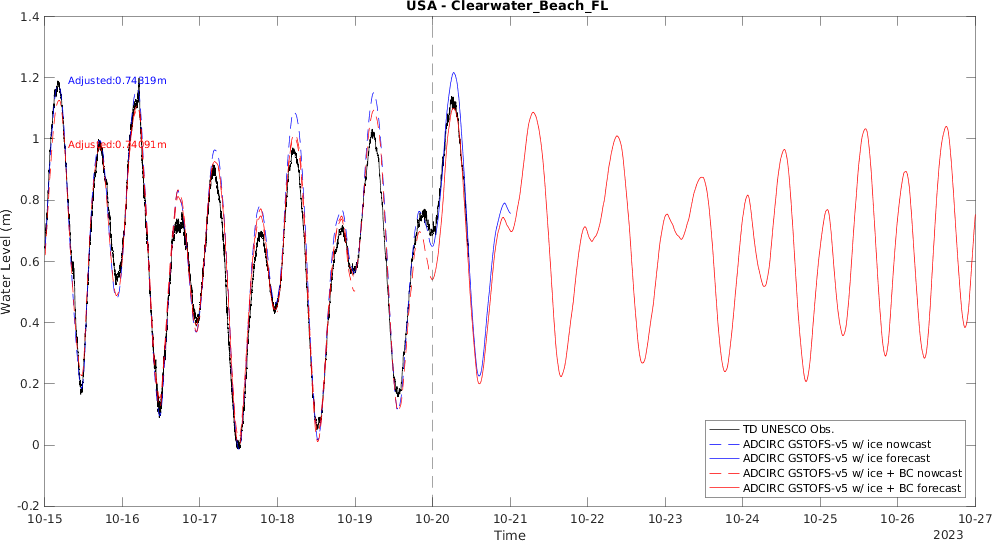 USA - Clearwater_Beach_FL
1.4
1.2
1
0.8
0.6
0.4
0.2
0
-0.2
Water Level (m)
Adjusted:0.74819m
Adjusted:0.74091m
TD UNESCO Obs.
ADCIRC GSTOFS-v5 w/ ice nowcast
ADCIRC GSTOFS-v5 w/ ice forecast
ADCIRC GSTOFS-v5 w/ ice + BC nowcast
ADCIRC GSTOFS-v5 w/ ice + BC forecast
10-15 10-16 10-17 10-18 10-19 10-20 10-21 10-22 10-23 10-24 10-25 10-26 10-27
Time
2023